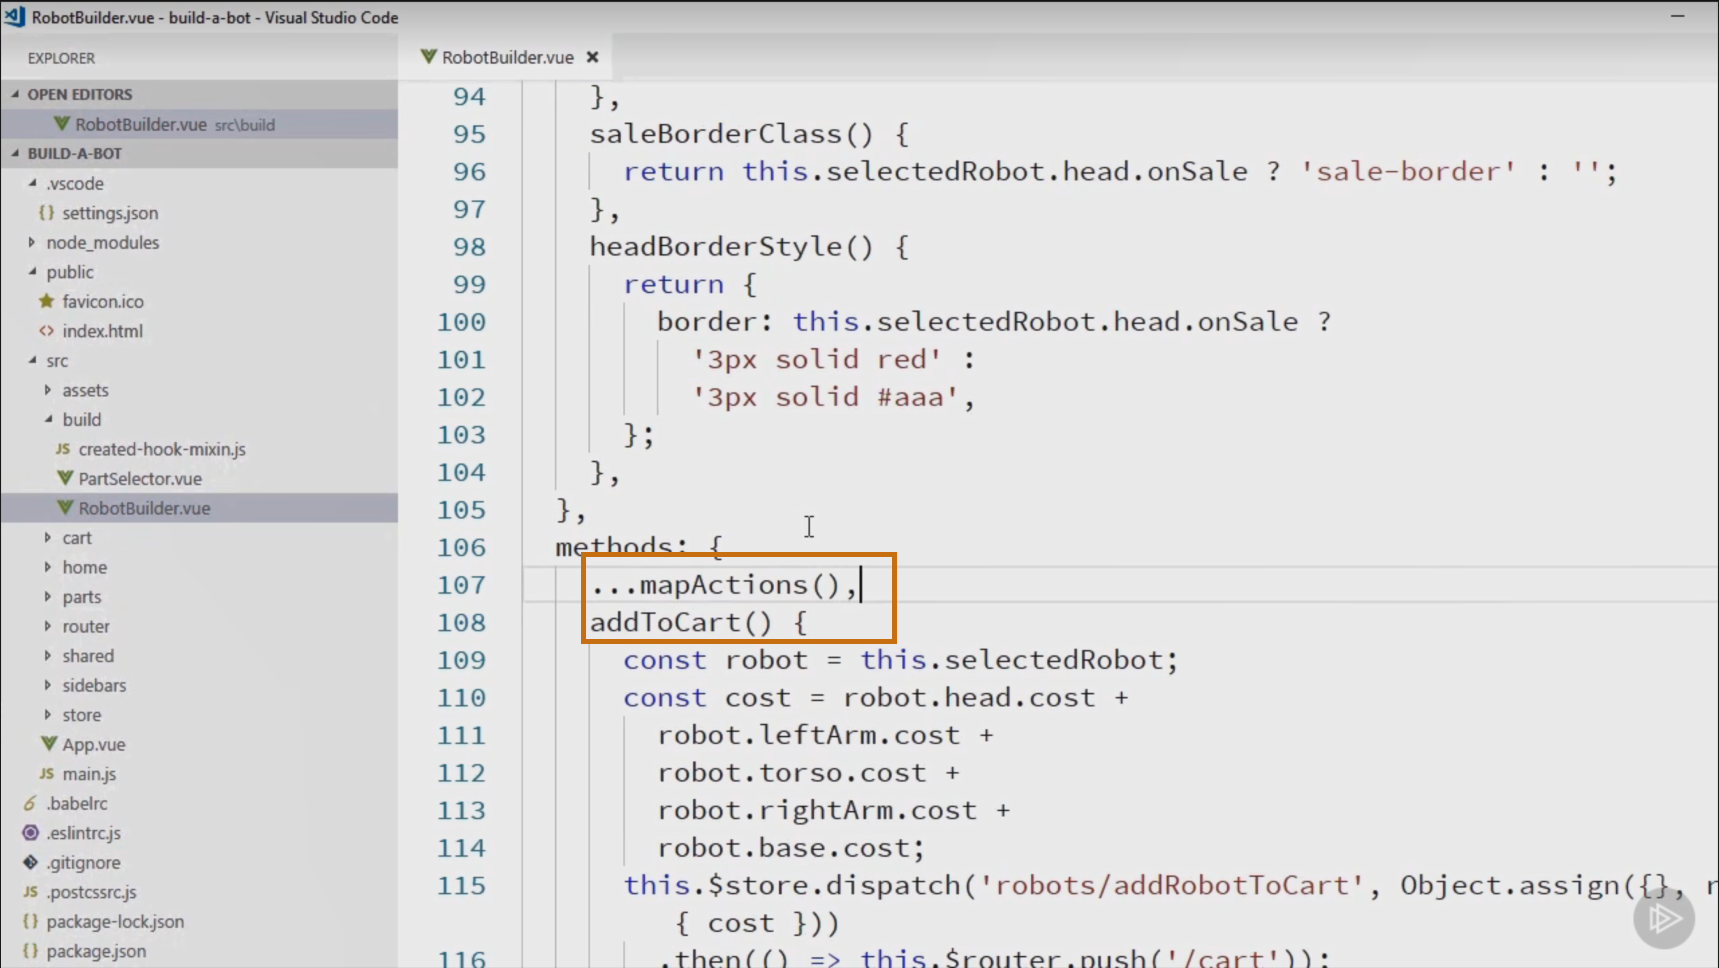 RobotBuilder.vue - build-a-bot - Visual Studio Code
EXPLORER
OPEN EDITORS
RobotBuilder.vue src\build
BUILD-A-BOT
.vscode
{} settings.json
node_modules
public
favicon.ico
<> index.html
src
assets
build
JS created-hook-mixin.js
PartSelector.vue
RobotBuilder.vue
cart
home
parts
router
shared
sidebars
store
App.vue
JS main.js
6 .babelrc
.eslintrc.js
.gitignore
JS .postcssrc.js
{} package-lock.json
{} package.json
RobotBuilder.vue ×
94 },
95 saleBorderClass() {
96 return this.selectedRobot.head.onSale ? 'sale-border' : '';
97 },
98 headBorderStyle() {
99 return {
100 border: this.selectedRobot.head.onSale ?
101 '3px solid red' :
102 '3px solid #aaa',
103 };
104 },
105 },
106 methods: {
107 ...mapActions(),
108 addToCart() {
109 const robot = this.selectedRobot;
110 const cost = robot.head.cost +
111 robot.leftArm.cost +
112 robot.torso.cost +
113 robot.rightArm.cost +
114 robot.base.cost;
115 this.$store.dispatch('robots/addRobotToCart', Object.assign({},
{ cost }))
116 .then(() => this.$router.push('/cart'));